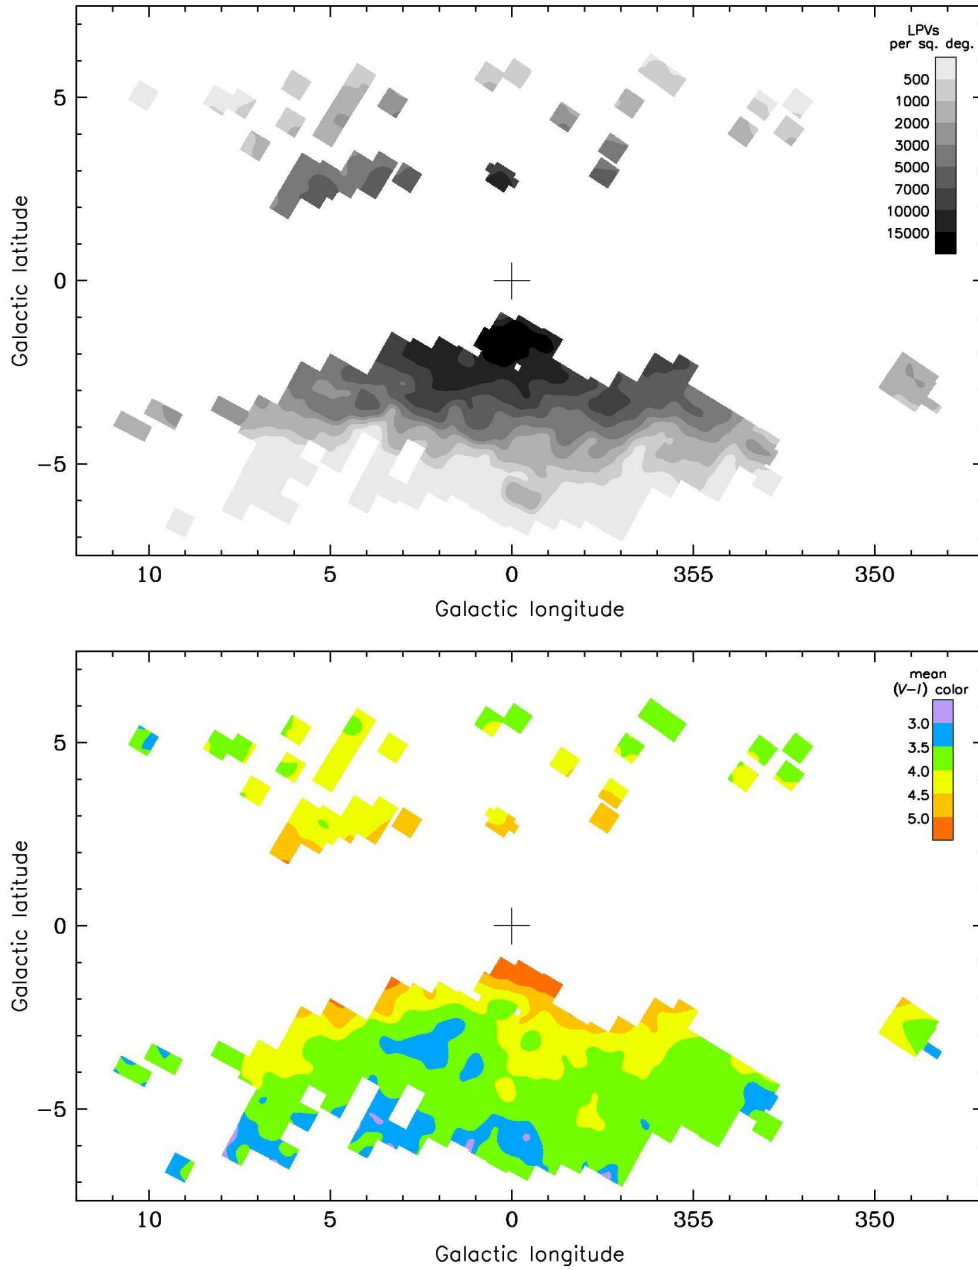 LPVs
per sq. deg.
500
1000
2000
3000
5000
7000
10000
15000
5
0
−5
Galactic latitude
10 5 0 355 350
Galactic longitude
mean
(V−I) color
3.0
3.5
4.0
4.5
5.0
5
0
−5
Galactic latitude
10 5 0 355 350
Galactic longitude